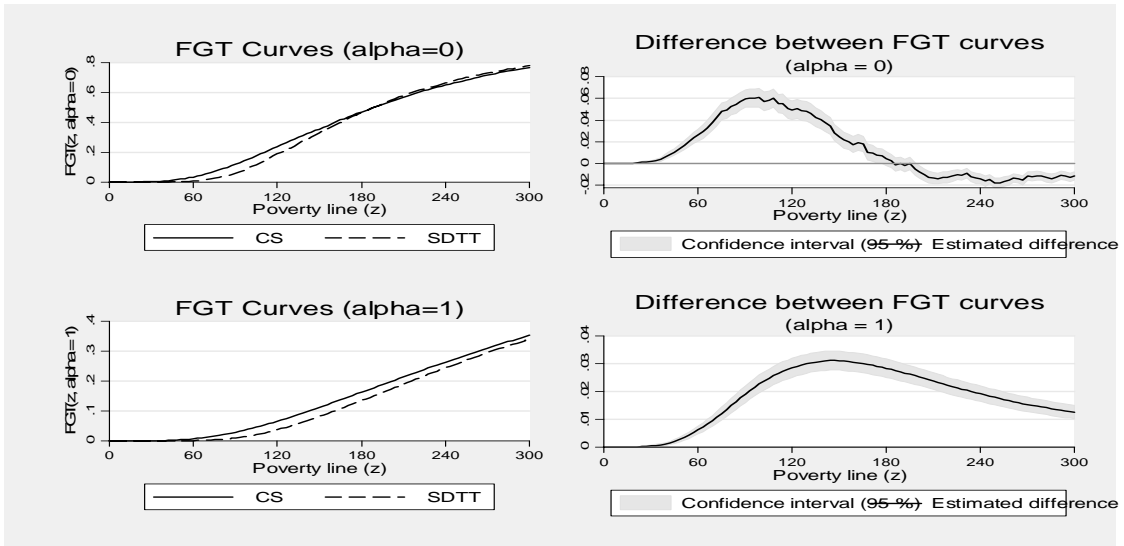 FGT Curves (alpha=0)
FGT(z, alpha=0)
.8
.6
.4
.2
0
0 60 120 180 240 300
Poverty line (z)
CS SDTT
Difference between FGT curves
(alpha = 0)
.08
.06
.04
.02
0
-.02
0 60 120 180 240 300
Poverty line (z)
Confidence interval (95 %) Estimated difference
FGT Curves (alpha=1)
FGT(z, alpha=1)
.4
.3
.2
.1
0
0 60 120 180 240 300
Poverty line (z)
CS SDTT
Difference between FGT curves
(alpha = 1)
.04
.03
.02
.01
0
0 60 120 180 240 300
Poverty line (z)
Confidence interval (95 %) Estimated difference